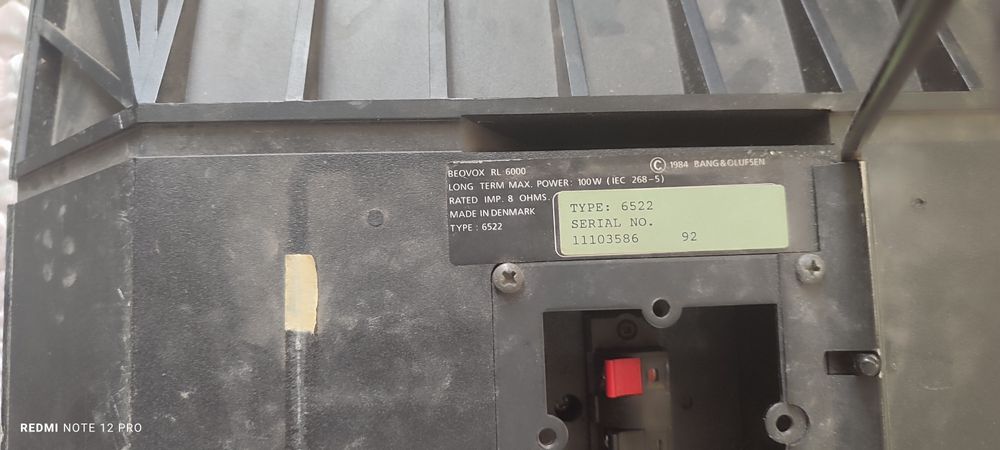 BEOVOX RL 6000
© 1984 BANG & OLUFSEN
LONG TERM MAX. POWER: 100W (IEC 268-5)
RATED IMP. 8 OHMS.
MADE IN DENMARK
TYPE : 6522
TYPE: 6522
SERIAL NO.
11103586 92
REDMI NOTE 12 PRO